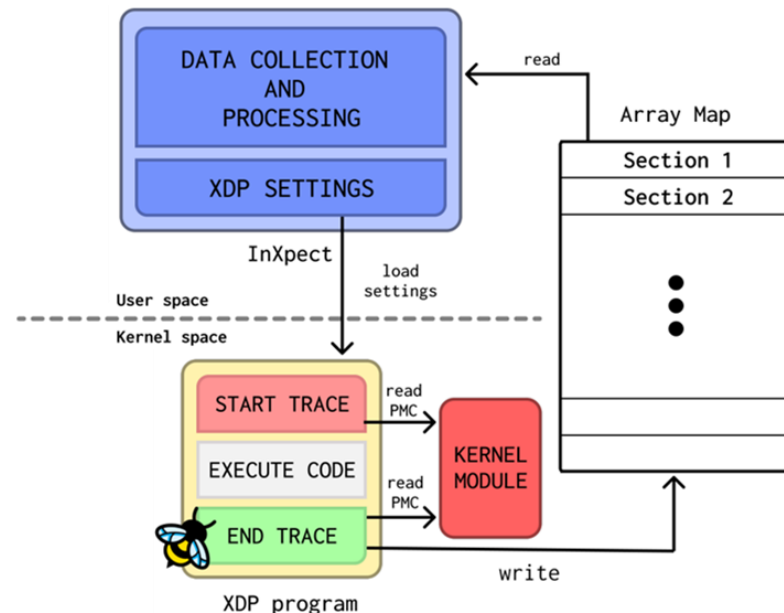 DATA COLLECTION
AND
PROCESSING
XDP SETTINGS
InXpect
read
Array Map
Section 1
Section 2
load
settings
User space
Kernel space
START TRACE
EXECUTE CODE
END TRACE
read
PMC
read
PMC
KERNEL
MODULE
write
XDP program